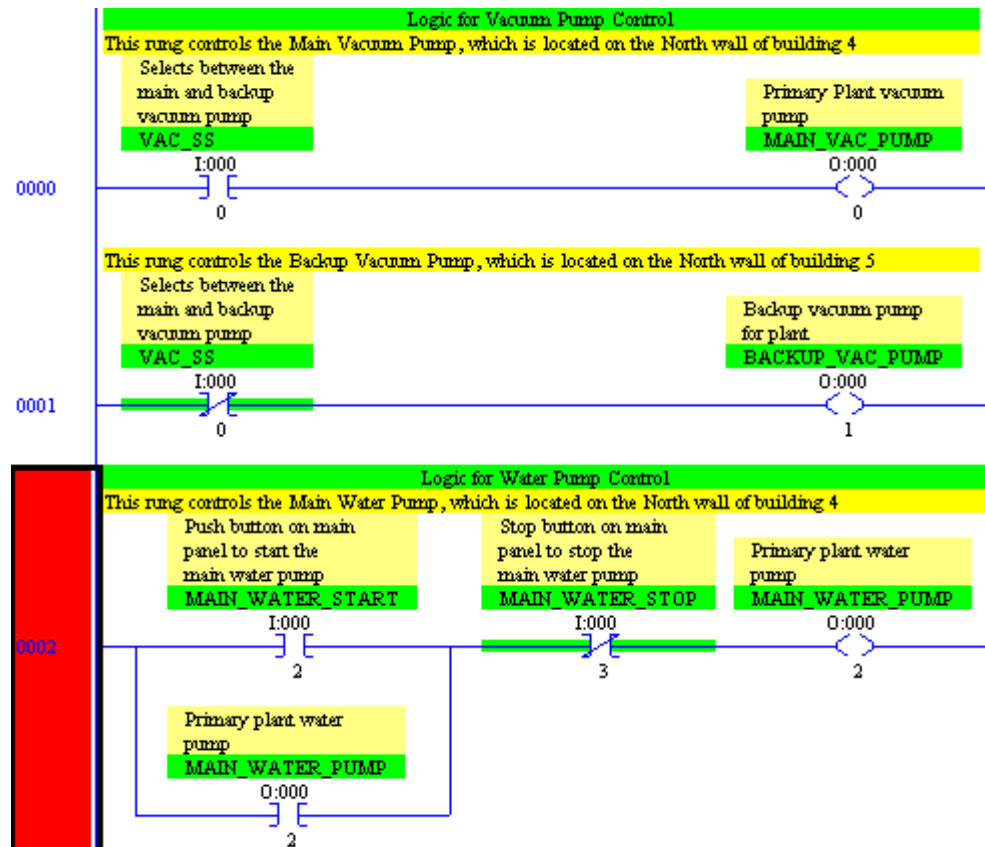 Logic for Vacuum Pump Control
This rung controls the Main Vacuum Pump, which is located on the North wall of building 4
Selects between the
main and backup
vacuum pump
VAC_SS
I:000
0
Primary Plant vacuum
pump
MAIN_VAC_PUMP
O:000
0
0000
This rung controls the Backup Vacuum Pump, which is located on the North wall of building 5
Selects between the
main and backup
vacuum pump
VAC_SS
I:000
0
Backup vacuum pump
for plant
BACKUP_VAC_PUMP
O:000
1
0001
Logic for Water Pump Control
This rung controls the Main Water Pump, which is located on the North wall of building 4
Push button on main
panel to start the
main water pump
MAIN_WATER_START
I:000
2
Stop button on main
panel to stop the
main water pump
MAIN_WATER_STOP
I:000
3
Primary plant water
pump
MAIN_WATER_PUMP
O:000
2
0002
Primary plant water
pump
MAIN_WATER_PUMP
O:000
2